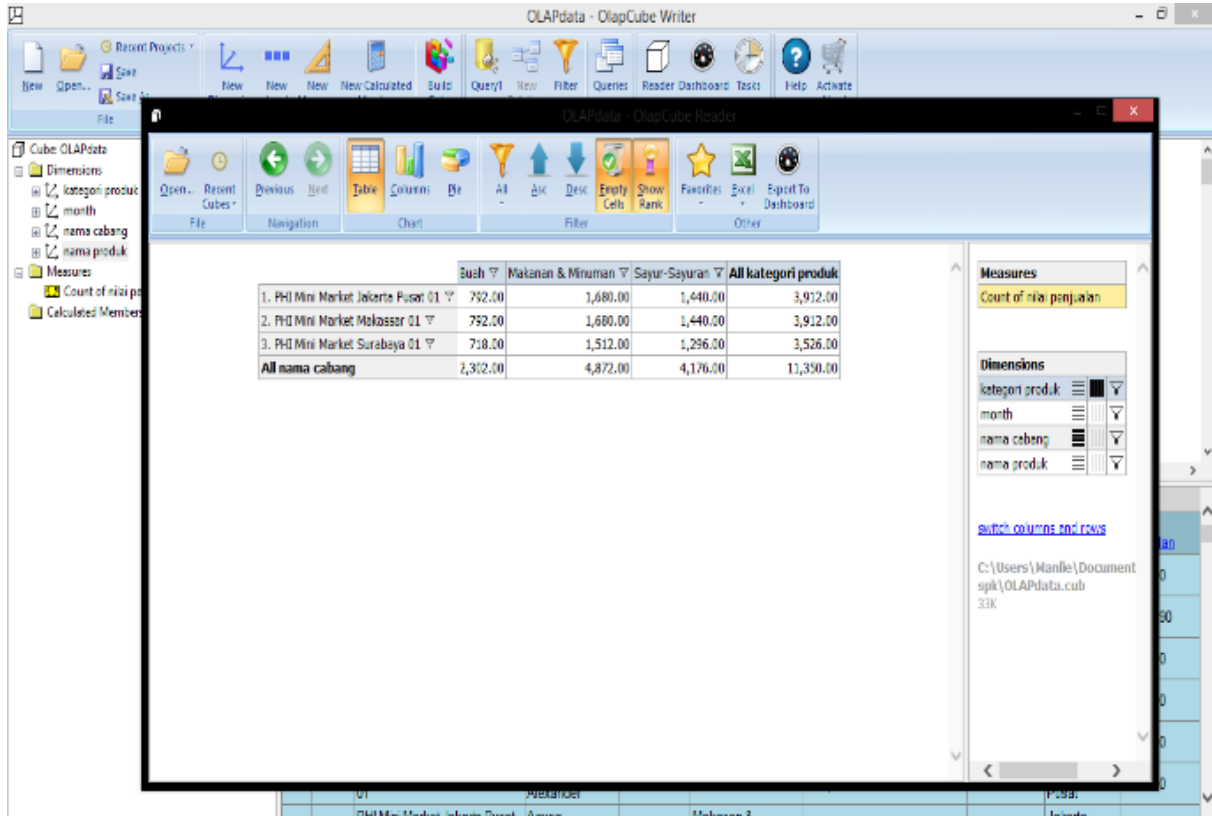 OLAPdata - OlapCube Writer
New
Open...
Recent Projects
Save
Save As
File
New
New
New
New Calculated
Build
Query1
New
Filter
Queries
Reader
Dashboard
Tasks
Help
Activate
Cube: OLAPdata
Dimensions
kategori produk
month
nama cabang
nama produk
Measures
Count of nilai pe
Calculated Members
OLAPdata - OlapCube Reader
Open...
Recent Cubes
File
Previous
Next
Navigation
Table
Columns
Pie
Chart
All
Asc
Desc
Empty Cells
Show Rank
Filter
Favorites
Excel
Export To Dashboard
Other
Buah Makanan & Minuman Sayur-Sayuran All kategori produk
1. PHI Mini Market Jakarta Pusat 01 792.00 1,680.00 1,440.00 3,912.00
2. PHI Mini Market Makassar 01 792.00 1,680.00 1,440.00 3,912.00
3. PHI Mini Market Surabaya 01 718.00 1,512.00 1,296.00 3,526.00
All nama cabang 2,302.00 4,872.00 4,176.00 11,350.00
Measures
Count of nilai penjualan
Dimensions
kategori produk
month
nama cabang
nama produk
switch columns and rows
C:\Users\Manlie\Document
spk\OLAPdata.cub
33K
lan
0
90
0
0
0
0
01 Alexander Pusat